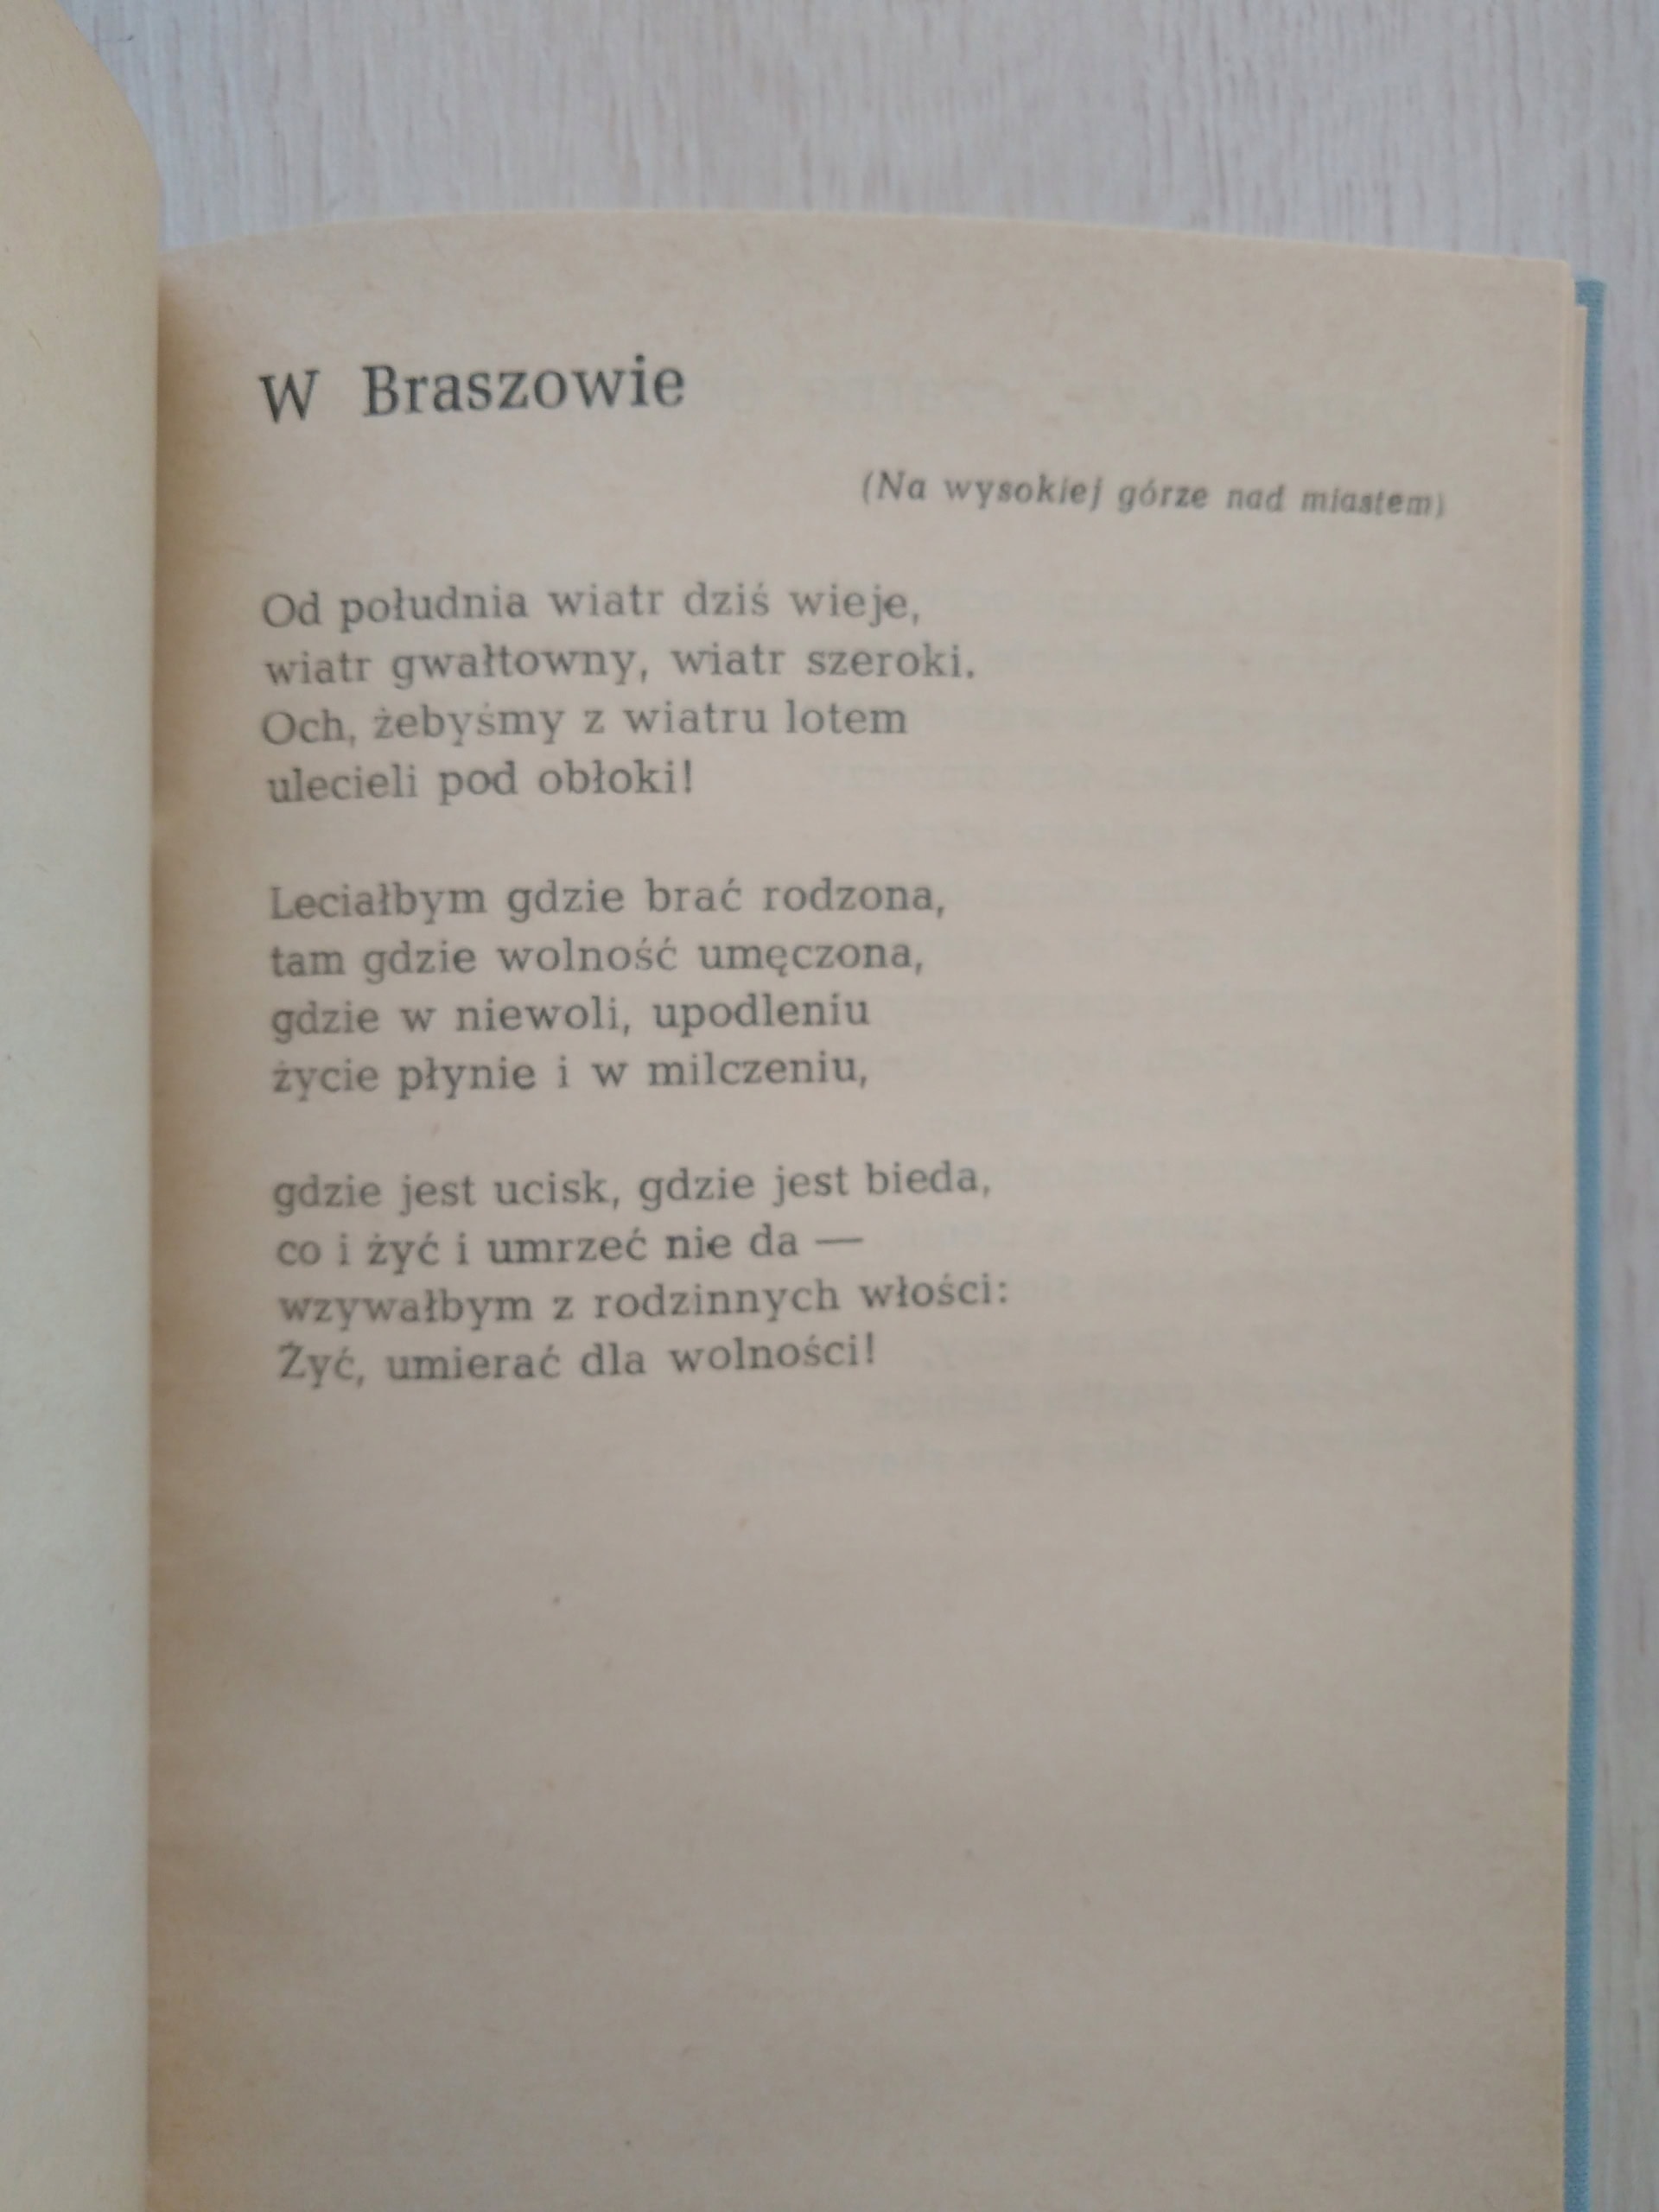 W Braszowie
(Na wysokiej górze nad miastem)
Od południa wiatr dziś wieje,
wiatr gwałtowny, wiatr szeroki.
Och, żebyśmy z wiatru lotem
ulecieli pod obłoki!
Leciałbym gdzie brać rodzona,
tam gdzie wolność umęczona,
gdzie w niewoli, upodleniu
życie płynie i w milczeniu,
gdzie jest ucisk, gdzie jest bieda,
co i żyć i umrzeć nie da —
wzywałbym z rodzinnych włości:
Żyć, umierać dla wolności!